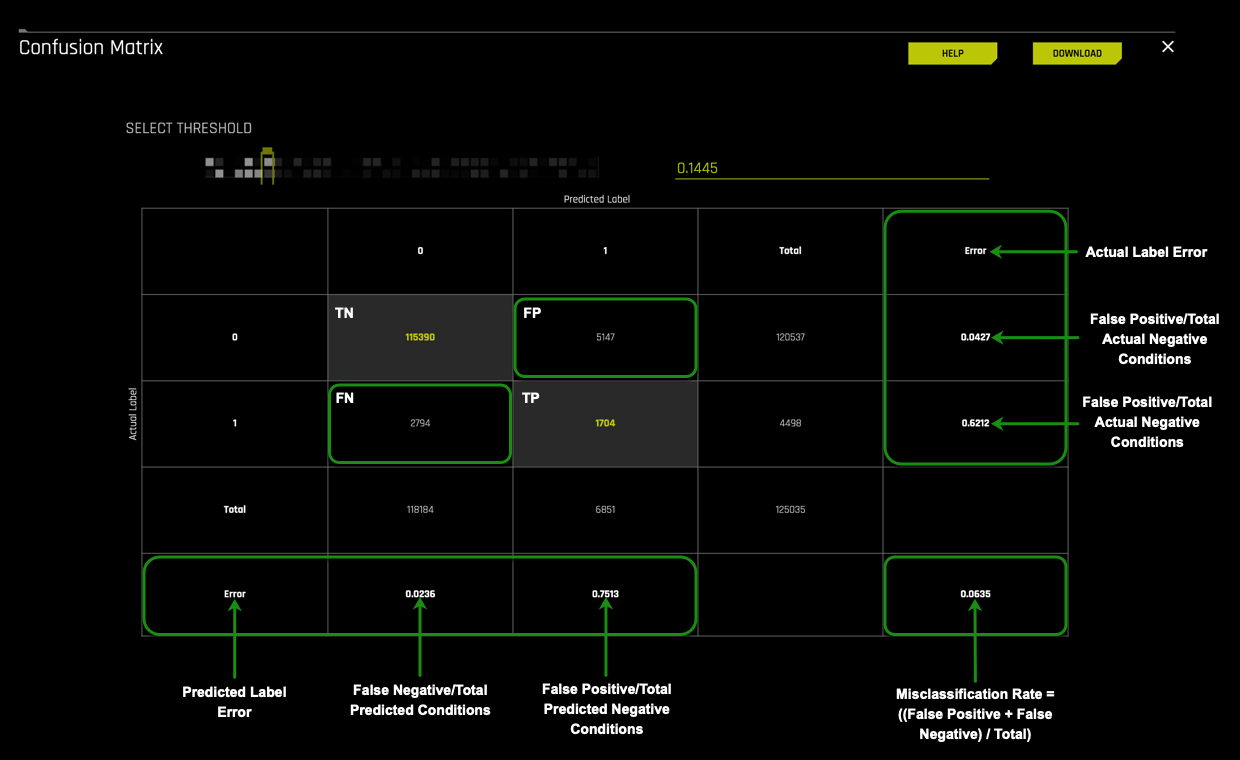 Confusion Matrix
HELP
DOWNLOAD
SELECT THRESHOLD
0.1445
Predicted Label
0
1
Total
Error
Actual Label Error
TN
FP
0
115390
5147
120537
0.0427
False Positive/Total
Actual Negative
Conditions
Actual Label
FN
TP
1
2794
1704
4498
0.6212
False Positive/Total
Actual Negative
Conditions
Total
118184
6851
125035
Error
0.0236
0.7513
0.0635
Predicted Label
Error
False Negative/Total
Predicted Conditions
False Positive/Total
Predicted Negative
Conditions
Misclassification Rate =
((False Positive + False
Negative) / Total)